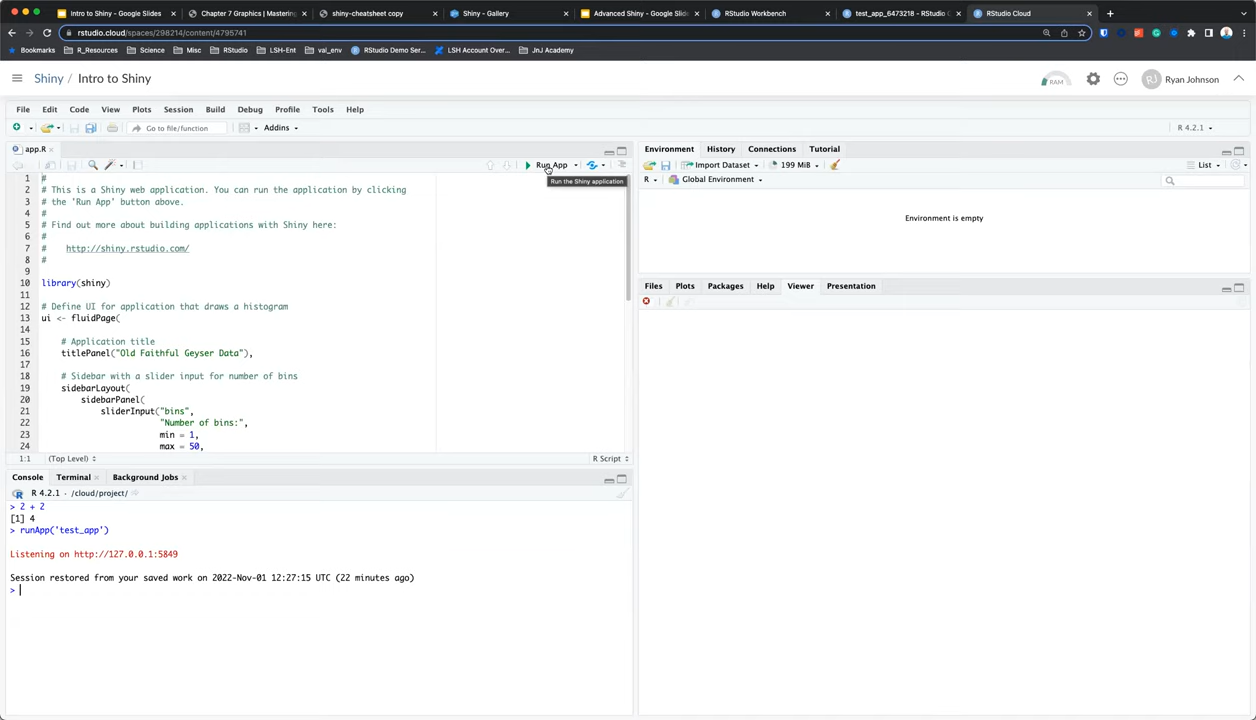 Intro to Shiny - Google Slides
Chapter 7 Graphics | Mastering
shiny-cheatsheet copy
Shiny - Gallery
Advanced Shiny - Google Slide
RStudio Workbench
test_app_6473218 - RStudio C
RStudio Cloud
rstudio.cloud/spaces/298214/content/4795741
Bookmarks R_Resources Science Misc RStudio LSH-Ent val_env RStudio Demo Ser... LSH Account Over... JnJ Academy
Shiny / Intro to Shiny
RAM
RJ Ryan Johnson
File Edit Code View Plots Session Build Debug Profile Tools Help
Go to file/function
Addins
R 4.2.1
app.R
Run App
Run the Shiny application
1 #
2 # This is a Shiny web application. You can run the application by clicking
3 # the 'Run App' button above.
4 #
5 # Find out more about building applications with Shiny here:
6 #
7 # http://shiny.rstudio.com/
8 #
9
10 library(shiny)
11
12 # Define UI for application that draws a histogram
13 ui <- fluidPage(
14
15 # Application title
16 titlePanel("Old Faithful Geyser Data"),
17
18 # Sidebar with a slider input for number of bins
19 sidebarLayout(
20 sidebarPanel(
21 sliderInput("bins",
22 "Number of bins:",
23 min = 1,
24 max = 50,
1:1 (Top Level) R Script
Console Terminal Background Jobs
R 4.2.1 · /cloud/project/
> 2 + 2
[1] 4
> runApp('test_app')
Listening on http://127.0.0.1:5849
Session restored from your saved work on 2022-Nov-01 12:27:15 UTC (22 minutes ago)
>
Environment History Connections Tutorial
Import Dataset 199 MiB List
R Global Environment
Environment is empty
Files Plots Packages Help Viewer Presentation